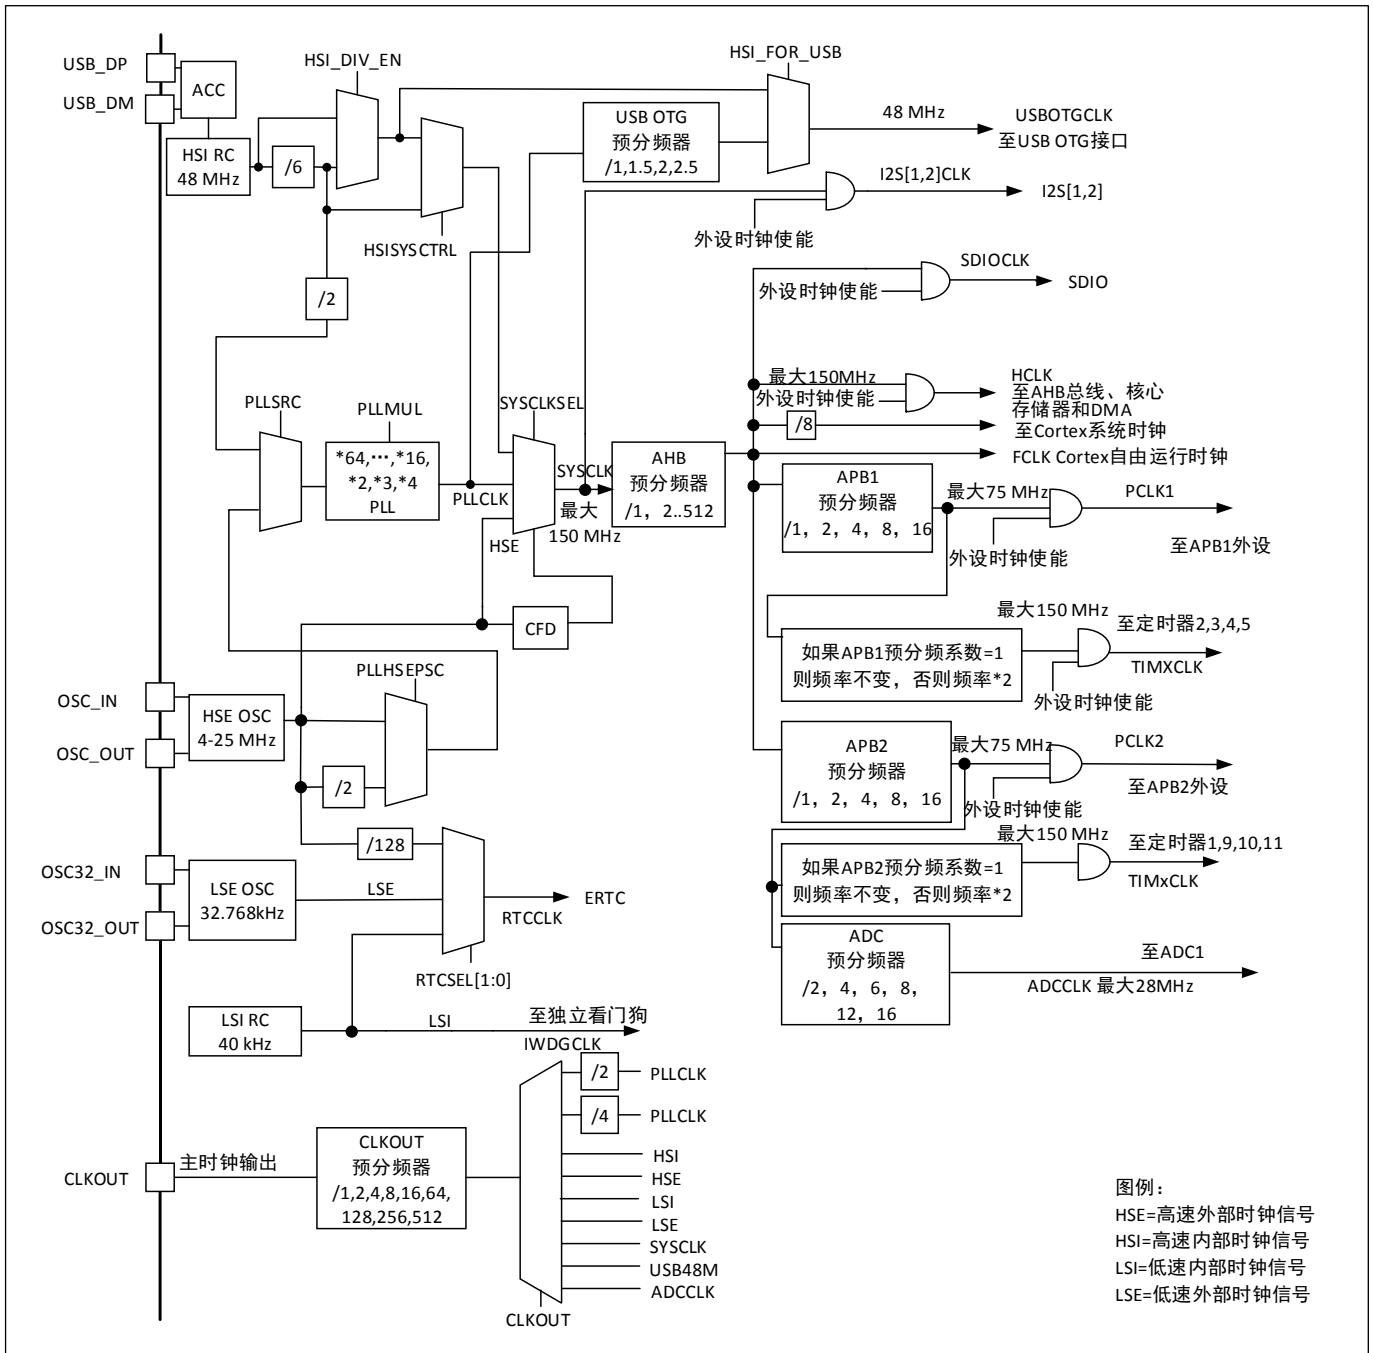 USB_DP
USB_DM
ACC
HSI RC
48 MHz
/6
HSI_DIV_EN
HSISYSCTRL
/2
USB OTG
预分频器
/1,1.5,2,2.5
HSI_FOR_USB
48 MHz
USBOTGCLK
至USB OTG接口
I2S[1,2]CLK
I2S[1,2]
外设时钟使能
SDIOCLK
SDIO
外设时钟使能
最大150MHz
外设时钟使能
HCLK
至AHB总线、核心
存储器和DMA
/8
至Cortex系统时钟
FCLK Cortex自由运行时钟
PLLSRC
PLLMUL
*64,…,*16,
*2,*3,*4
PLL
PLLCLK
SYSCLKSEL
HSE
SYSCLK
最大
150 MHz
AHB
预分频器
/1，2..512
CFD
APB1
预分频器
/1，2，4，8，16
最大75 MHz
外设时钟使能
PCLK1
至APB1外设
如果APB1预分频系数=1
则频率不变，否则频率*2
最大150 MHz
外设时钟使能
至定时器2,3,4,5
TIMXCLK
APB2
预分频器
/1，2，4，8，16
最大75 MHz
外设时钟使能
PCLK2
至APB2外设
如果APB2预分频系数=1
则频率不变，否则频率*2
最大150 MHz
至定时器1,9,10,11
TIMxCLK
ADC
预分频器
/2，4，6，8，
12，16
至ADC1
ADCCLK 最大28MHz
OSC_IN
OSC_OUT
HSE OSC
4-25 MHz
PLLHSEPSC
/2
/128
OSC32_IN
OSC32_OUT
LSE OSC
32.768kHz
LSE
RTCCLK
ERTC
RTCSEL[1:0]
LSI RC
40 kHz
LSI
至独立看门狗
IWDGCLK
CLKOUT
主时钟输出
CLKOUT
预分频器
/1,2,4,8,16,64,
128,256,512
/2
PLLCLK
/4
PLLCLK
HSI
HSE
LSI
LSE
SYSCLK
USB48M
ADCCLK
CLKOUT
图例：
HSE=高速外部时钟信号
HSI=高速内部时钟信号
LSI=低速内部时钟信号
LSE=低速外部时钟信号